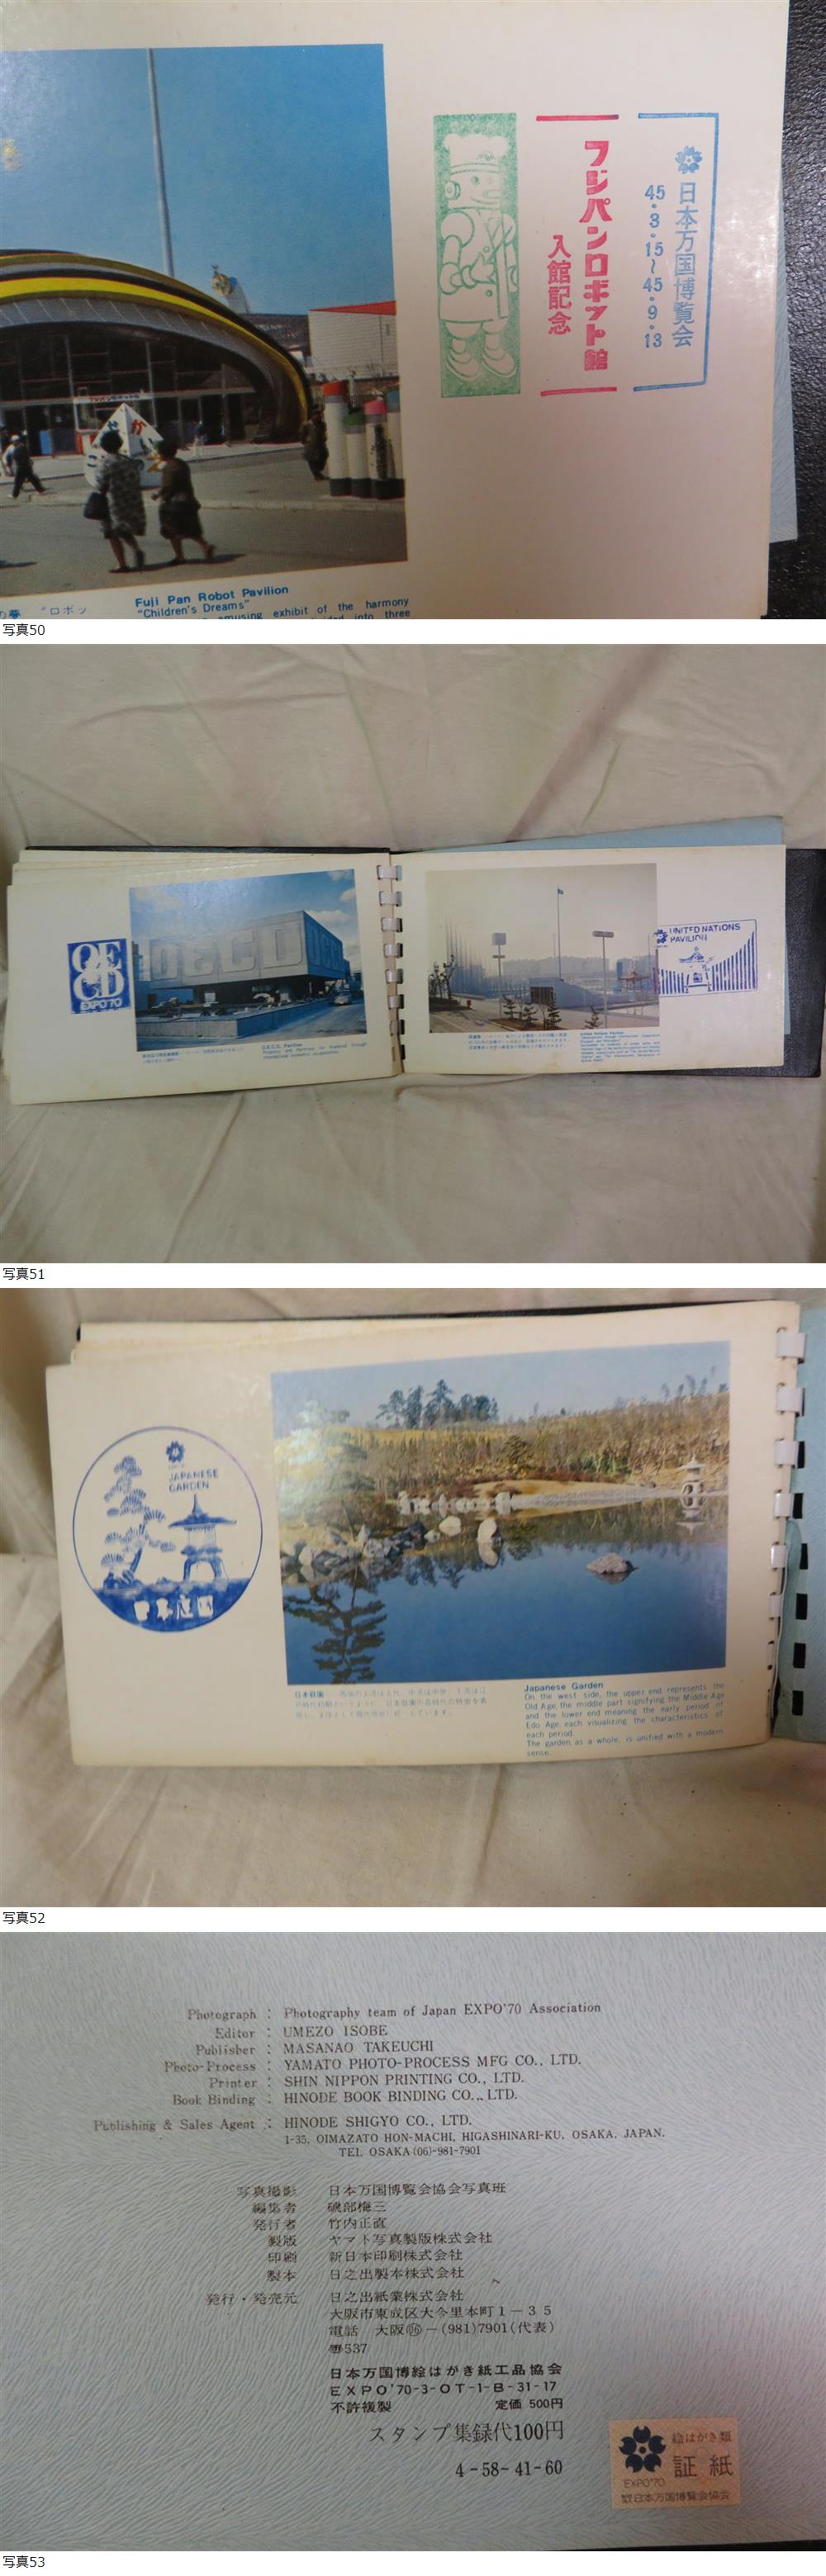 日本万国博覧会
45・3・15〜45・9・13
フジパンロボット館
入館記念
Fuji Pan Robot Pavilion
"Children's Dreams"
amusing exhibit of the harmony
into three
の夢 "ロボッ
写真50
OECD
EXPO'70
OECD
O.E.C.D. Pavilion
UNITED NATIONS
PAVILION
United Nations Pavilion
写真51
JAPANESE
GARDEN
日本庭園
日本庭園
Japanese Garden
On the west side, the upper end represents the
Old Age, the middle part signifying the Middle Age
and the lower end meaning the early period of
Edo Age, each visualizing the characteristics of
each period.
The garden, as a whole, is unified with a modern
sense.
写真52
Photograph : Photography team of Japan EXPO'70 Association
Editor : UMEZO ISOBE
Publisher : MASANAO TAKEUCHI
Photo-Process : YAMATO PHOTO-PROCESS MFG CO., LTD.
Printer : SHIN NIPPON PRINTING CO., LTD.
Book Binding : HINODE BOOK BINDING CO., LTD.
Publishing & Sales Agent : HINODE SHIGYO CO., LTD.
1-35, OIMAZATO HON-MACHI, HIGASHINARI-KU, OSAKA, JAPAN.
TEL OSAKA (06)-981-7901
写真撮影 日本万国博覧会協会写真班
編集者 磯部梅三
発行者 竹内正直
製版 ヤマト写真製版株式会社
印刷 新日本印刷株式会社
製本 日之出製本株式会社
発行・発売元 日之出紙業株式会社
大阪市東成区大今里本町1-35
電話 大阪(06)-(981)7901(代表)
537
日本万国博絵はがき紙工品協会
EXPO'70-3-OT-1-B-31-17
不許複製 定価 500円
スタンプ集録代100円
4-58-41-60
絵はがき類
証紙
EXPO'70
日本万国博覧会協会
写真53